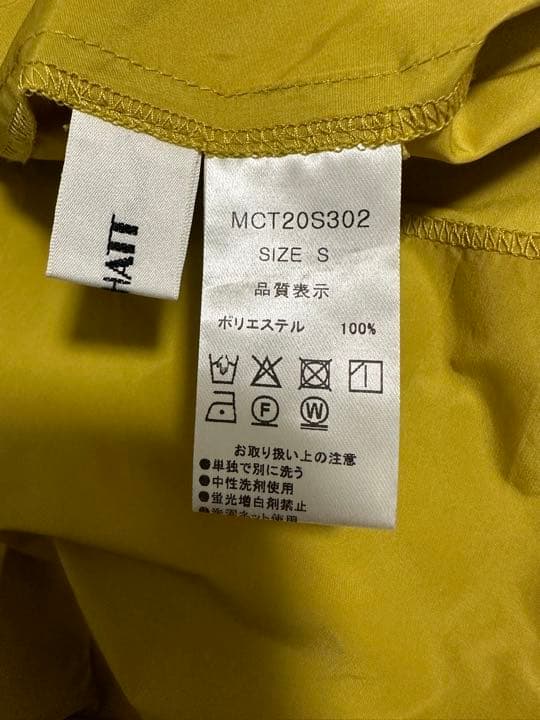 HATT
MCT20S302
SIZE S
品質表示
ポリエステル 100%
F W
お取り扱い上の注意
●単独で別に洗う
●中性洗剤使用
●蛍光増白剤禁止